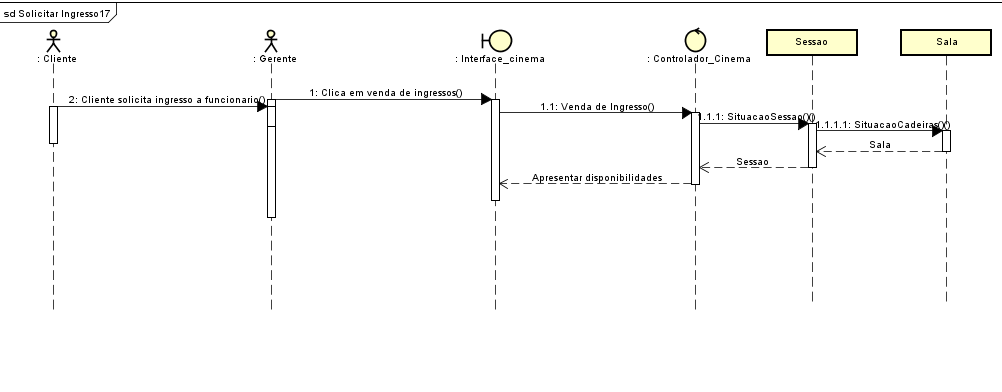 sd Solicitar Ingresso17
: Cliente
: Gerente
: Interface_cinema
: Controlador_Cinema
Sessao
Sala
2: Cliente solicita ingresso a funcionario()
1: Clica em venda de ingressos()
1.1: Venda de Ingresso()
1.1.1: SituacaoSessao()()
1.1.1.1: SituacaoCadeiras()()
Sala
Sessao
Apresentar disponibilidades